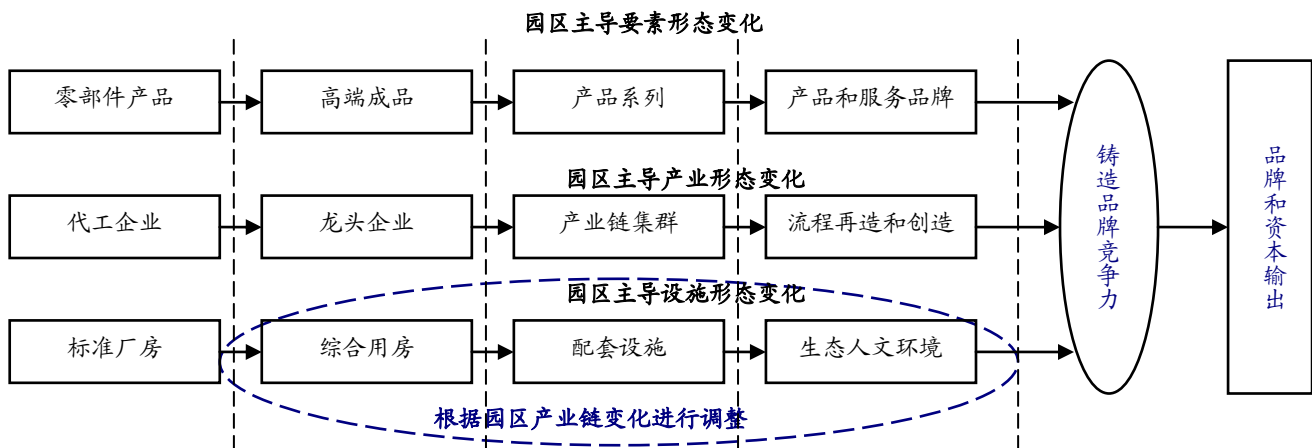 园区主导要素形态变化
零部件产品
高端成品
产品系列
产品和服务品牌
园区主导产业形态变化
代工企业
龙头企业
产业链集群
流程再造和创造
园区主导设施形态变化
标准厂房
综合用房
配套设施
生态人文环境
根据园区产业链变化进行调整
铸造品牌竞争力
品牌和资本输出